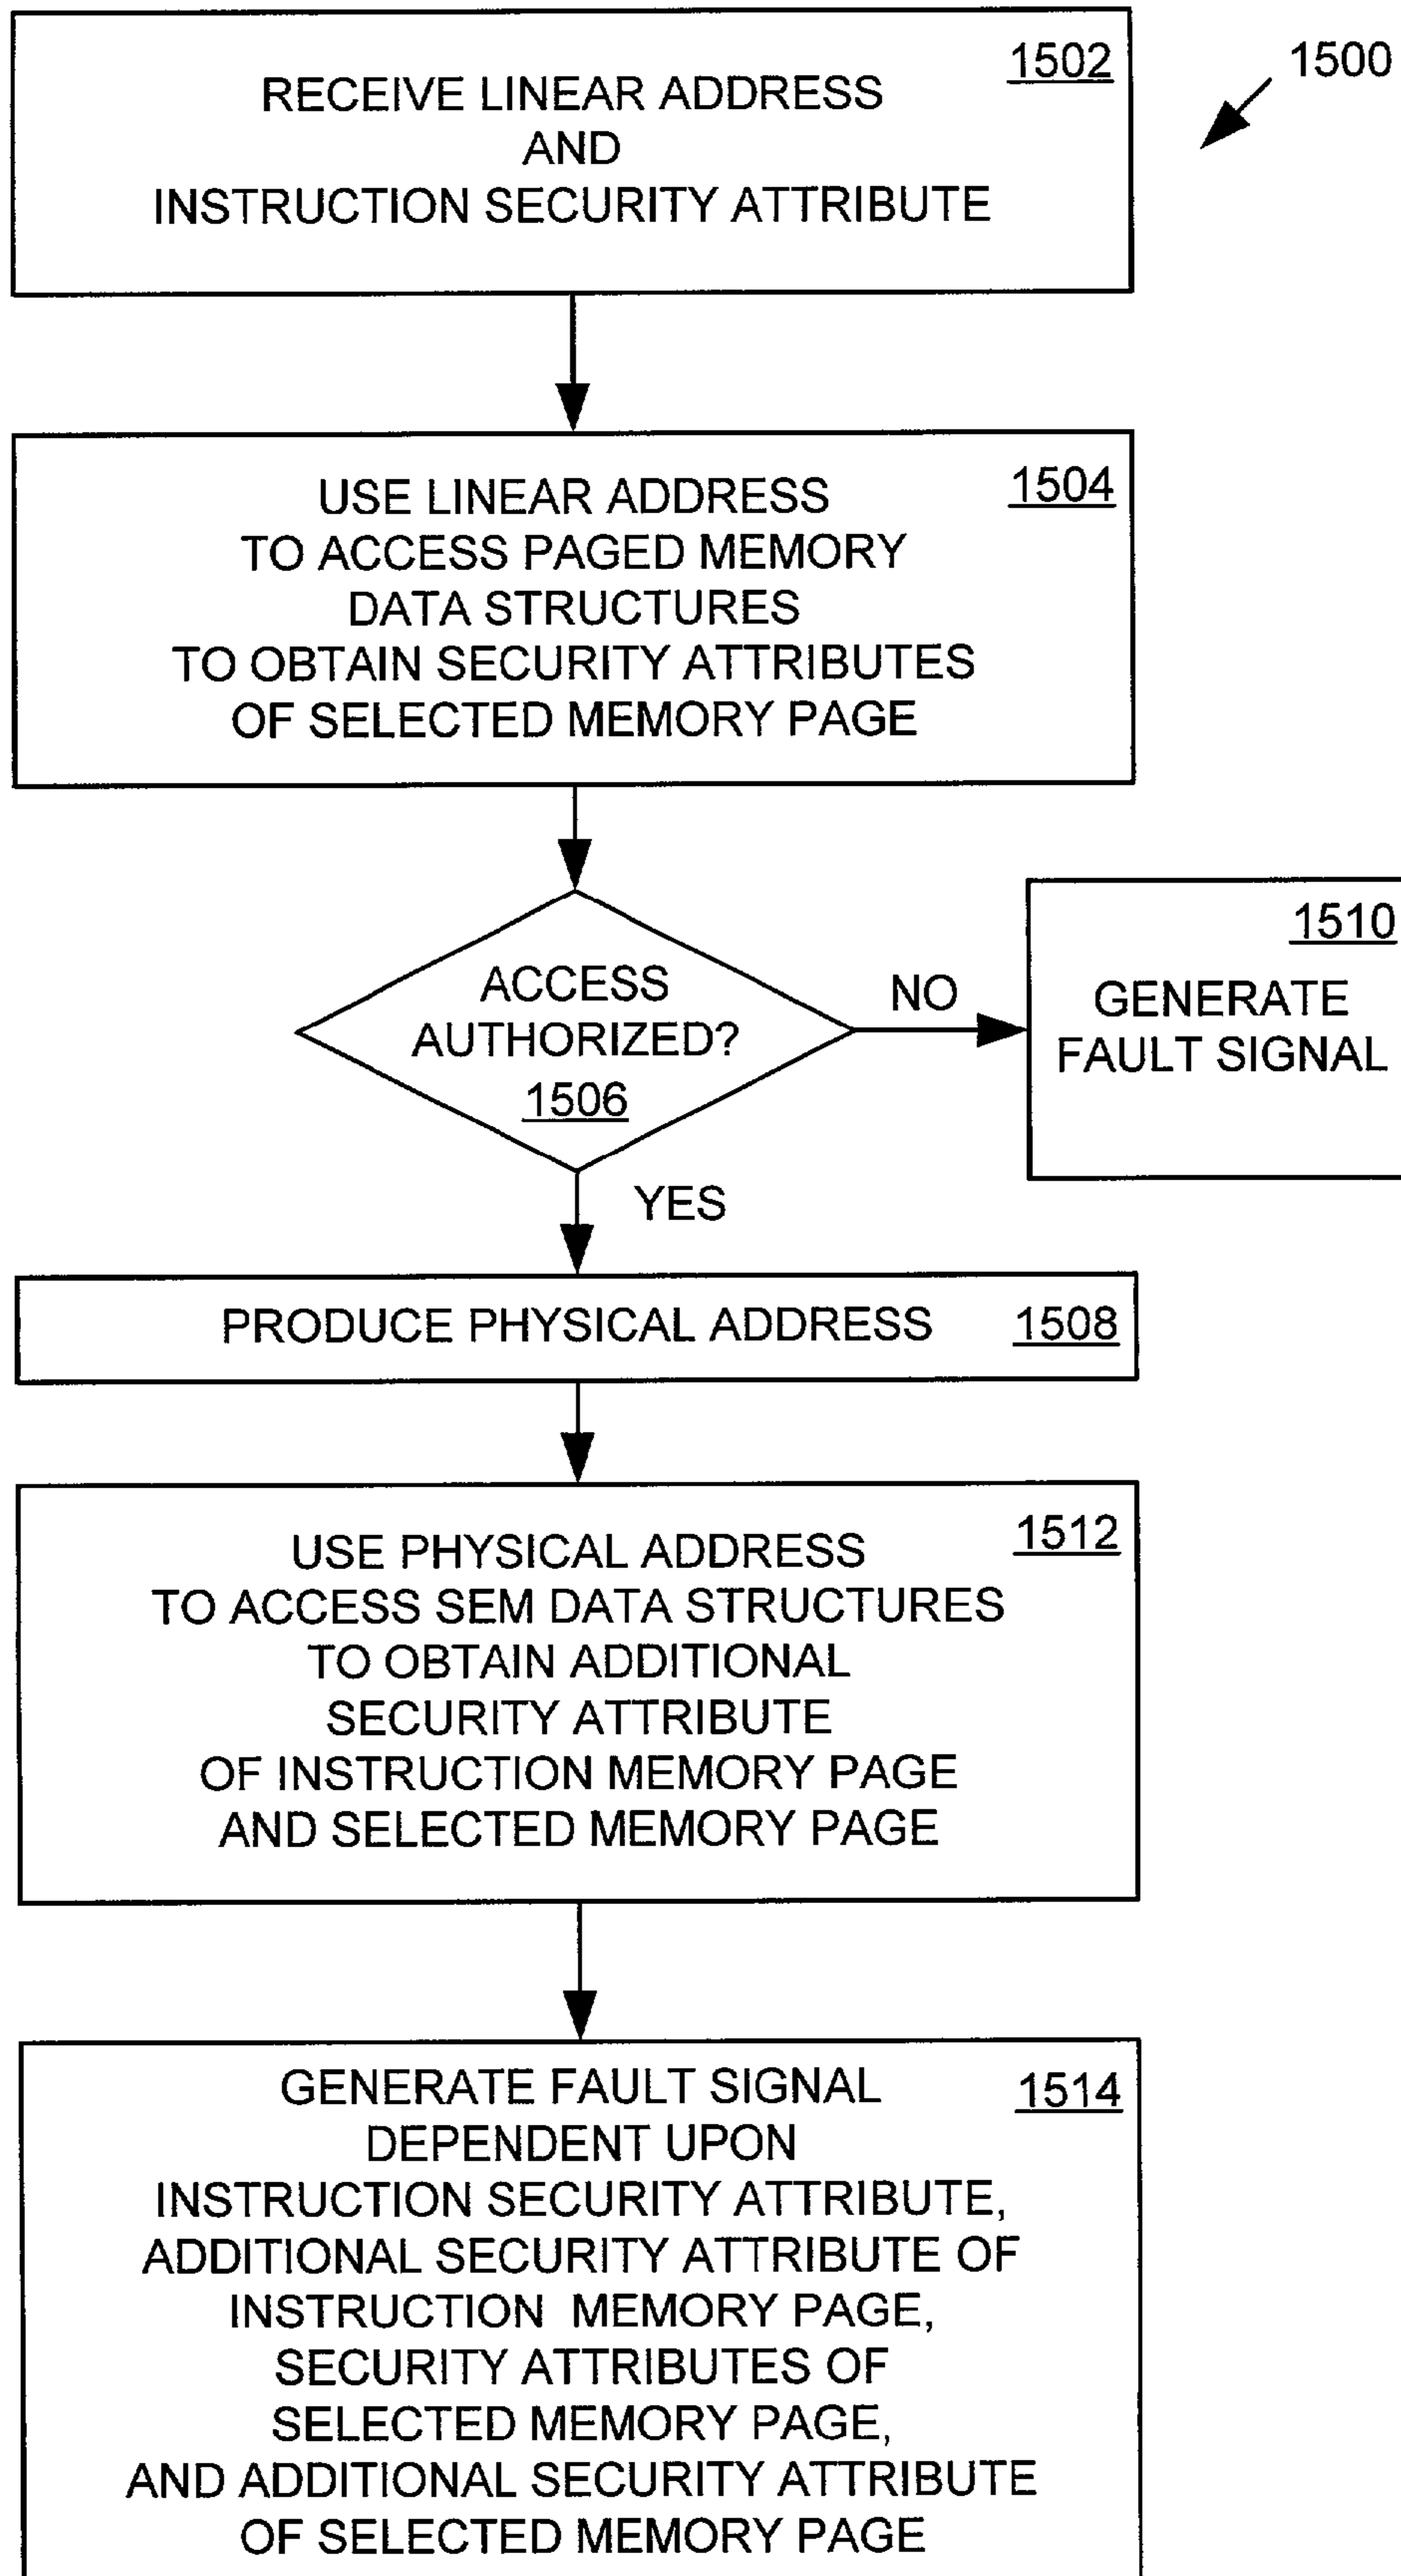 1500
1502
RECEIVE LINEAR ADDRESS
AND
INSTRUCTION SECURITY ATTRIBUTE
1504
USE LINEAR ADDRESS
TO ACCESS PAGED MEMORY
DATA STRUCTURES
TO OBTAIN SECURITY ATTRIBUTES
OF SELECTED MEMORY PAGE
ACCESS
AUTHORIZED?
1506
NO
1510
GENERATE
FAULT SIGNAL
YES
PRODUCE PHYSICAL ADDRESS 1508
1512
USE PHYSICAL ADDRESS
TO ACCESS SEM DATA STRUCTURES
TO OBTAIN ADDITIONAL
SECURITY ATTRIBUTE
OF INSTRUCTION MEMORY PAGE
AND SELECTED MEMORY PAGE
1514
GENERATE FAULT SIGNAL
DEPENDENT UPON
INSTRUCTION SECURITY ATTRIBUTE,
ADDITIONAL SECURITY ATTRIBUTE OF
INSTRUCTION MEMORY PAGE,
SECURITY ATTRIBUTES OF
SELECTED MEMORY PAGE,
AND ADDITIONAL SECURITY ATTRIBUTE
OF SELECTED MEMORY PAGE